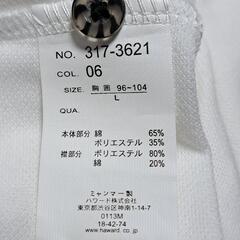 NO. 317-3621
COL. 06
SIZE. 胸囲 96~104
L
QUA.
本体部分 綿 65%
ポリエステル 35%
襟部分 ポリエステル 80%
綿 20%
ミャンマー製
ハワード株式会社
東京都渋谷区神南1-14-7
0113M
18-42-74
www.haward.co.jp